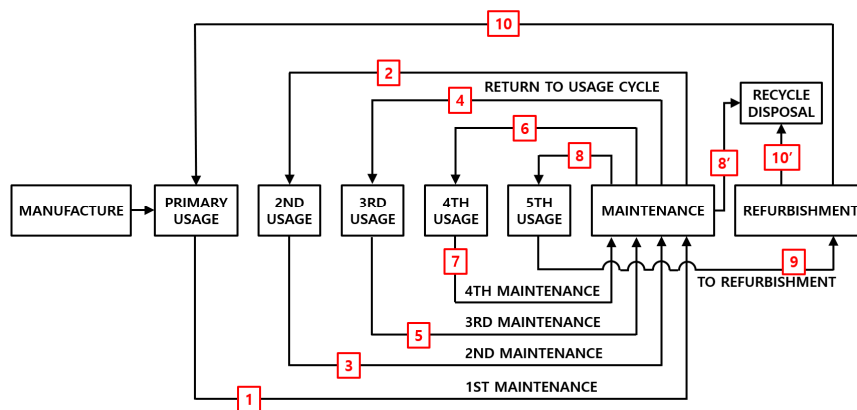 10
2
RETURN TO USAGE CYCLE
4
RECYCLE
DISPOSAL
6
8
8'
10'
MANUFACTURE
PRIMARY
USAGE
2ND
USAGE
3RD
USAGE
4TH
USAGE
5TH
USAGE
MAINTENANCE
REFURBISHMENT
7
9
TO REFURBISHMENT
4TH MAINTENANCE
3RD MAINTENANCE
5
2ND MAINTENANCE
3
1ST MAINTENANCE
1